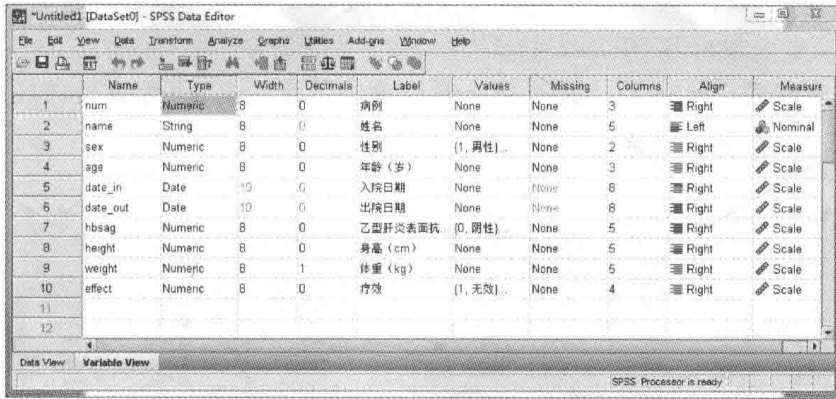 *Untitled1 [DataSet0] - SPSS Data Editor
File Edit View Data Transform Analyze Graphs Utilities Add-ons Window Help
Name Type Width Decimals Label Values Missing Columns Align Measure
1 num Numeric 8 0 病例 None None 3 Right Scale
2 name String 8 0 姓名 None None 5 Left Nominal
3 sex Numeric 8 0 性别 {1, 男性}... None 2 Right Scale
4 age Numeric 8 0 年龄（岁） None None 3 Right Scale
5 date_in Date 10 0 入院日期 None None 8 Right Scale
6 date_out Date 10 0 出院日期 None None 8 Right Scale
7 hbsag Numeric 8 0 乙型肝炎表面抗... {0, 阴性}... None 5 Right Scale
8 height Numeric 8 0 身高（cm） None None 5 Right Scale
9 weight Numeric 8 1 体重（kg） None None 5 Right Scale
10 effect Numeric 8 0 疗效 {1, 无效}... None 4 Right Scale
11
12
Data View Variable View
SPSS Processor is ready